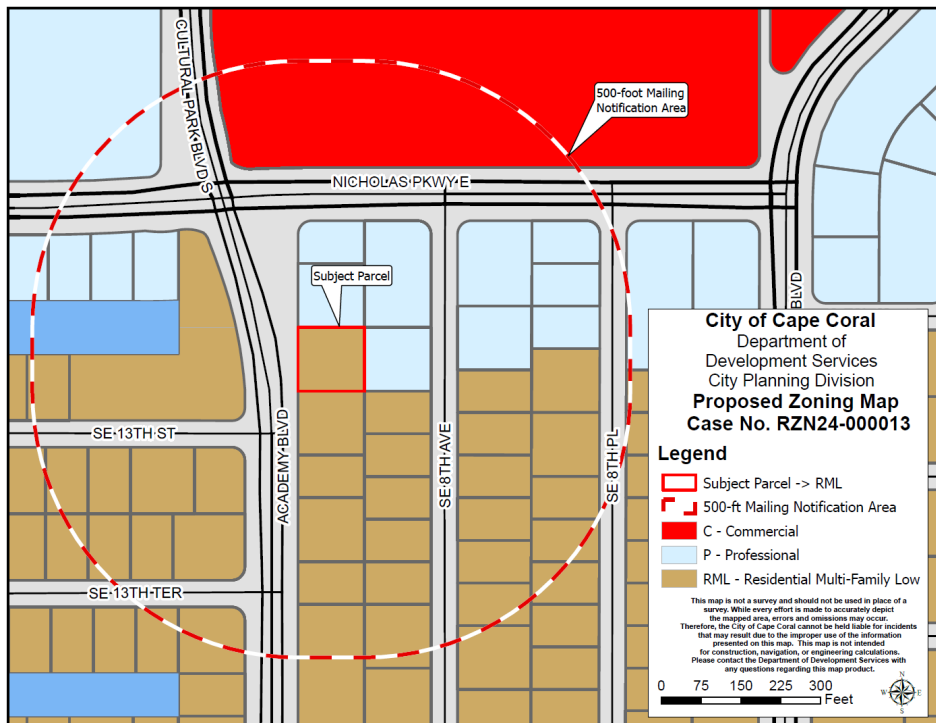 CULTURAL PARK BLVD S
500-foot Mailing
Notification Area
NICHOLAS PKWY E
Subject Parcel
BLVD
SE 13TH ST
ACADEMY BLVD
SE 8TH AVE
SE 8TH PL
SE 13TH TER
City of Cape Coral
Department of
Development Services
City Planning Division
Proposed Zoning Map
Case No. RZN24-000013
Legend
Subject Parcel -> RML
500-ft Mailing Notification Area
C - Commercial
P - Professional
RML - Residential Multi-Family Low
This map is not a survey and should not be used in place of a
survey. While every effort is made to accurately depict
the mapped area, errors and omissions may occur.
Therefore, the City of Cape Coral cannot be held liable for incidents
that may result due to the improper use of the information
presented on this map. This map is not intended
for construction, navigation, or engineering calculations.
Please contact the Department of Development Services with
any questions regarding this map product.
N
W E
S
0 75 150 225 300
Feet